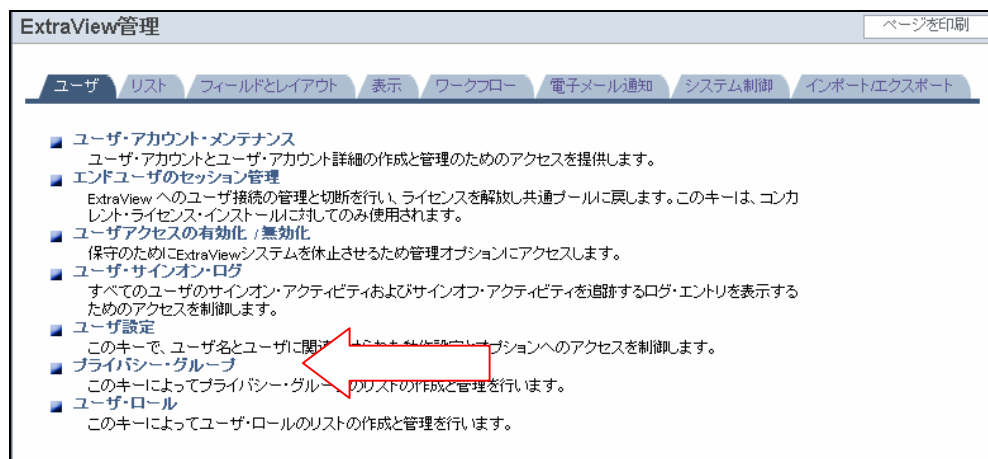 ExtraView管理
ページを印刷
ユーザ リスト フィールドとレイアウト 表示 ワークフロー 電子メール通知 システム制御 インポート/エクスポート
ユーザ・アカウント・メンテナンス
ユーザ・アカウントとユーザ・アカウント詳細の作成と管理のためのアクセスを提供します。
エンドユーザのセッション管理
ExtraView へのユーザ接続の管理と切断を行い、ライセンスを解放し共通プールに戻します。このキーは、コンカ
レント・ライセンス・インストールに対してのみ使用されます。
ユーザアクセスの有効化 / 無効化
保守のためにExtraViewシステムを休止させるため管理オプションにアクセスします。
ユーザ・サインオン・ログ
すべてのユーザのサインオン・アクティビティおよびサインオフ・アクティビティを追跡するログ・エントリを表示する
ためのアクセスを制御します。
ユーザ設定
このキーで、ユーザ名とユーザに関連 オプションへのアクセスを制御します。
プライバシー・グループ
このキーによってプライバシー・グループのリストの作成と管理を行います。
ユーザ・ロール
このキーによってユーザ・ロールのリストの作成と管理を行います。